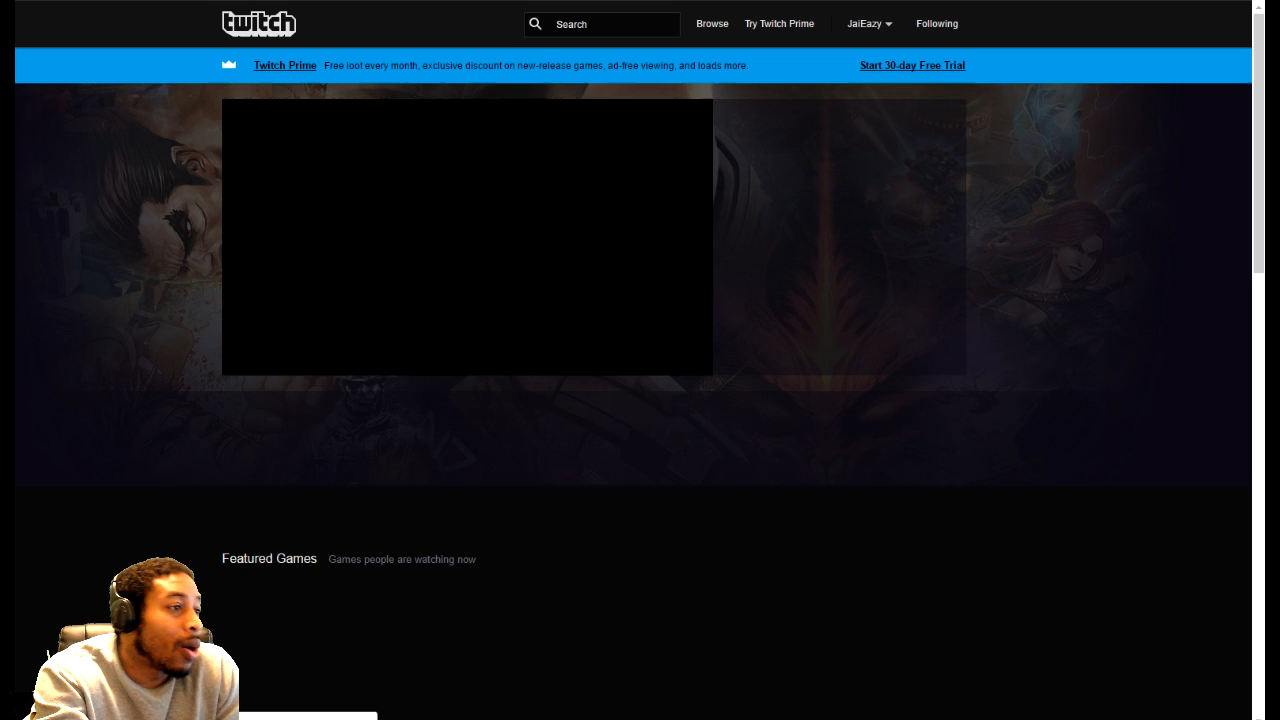 twitch
Search
Browse
Try Twitch Prime
JaiEazy
Following
Twitch Prime Free loot every month, exclusive discount on new-release games, ad-free viewing, and loads more.
Start 30-day Free Trial
Featured Games Games people are watching now